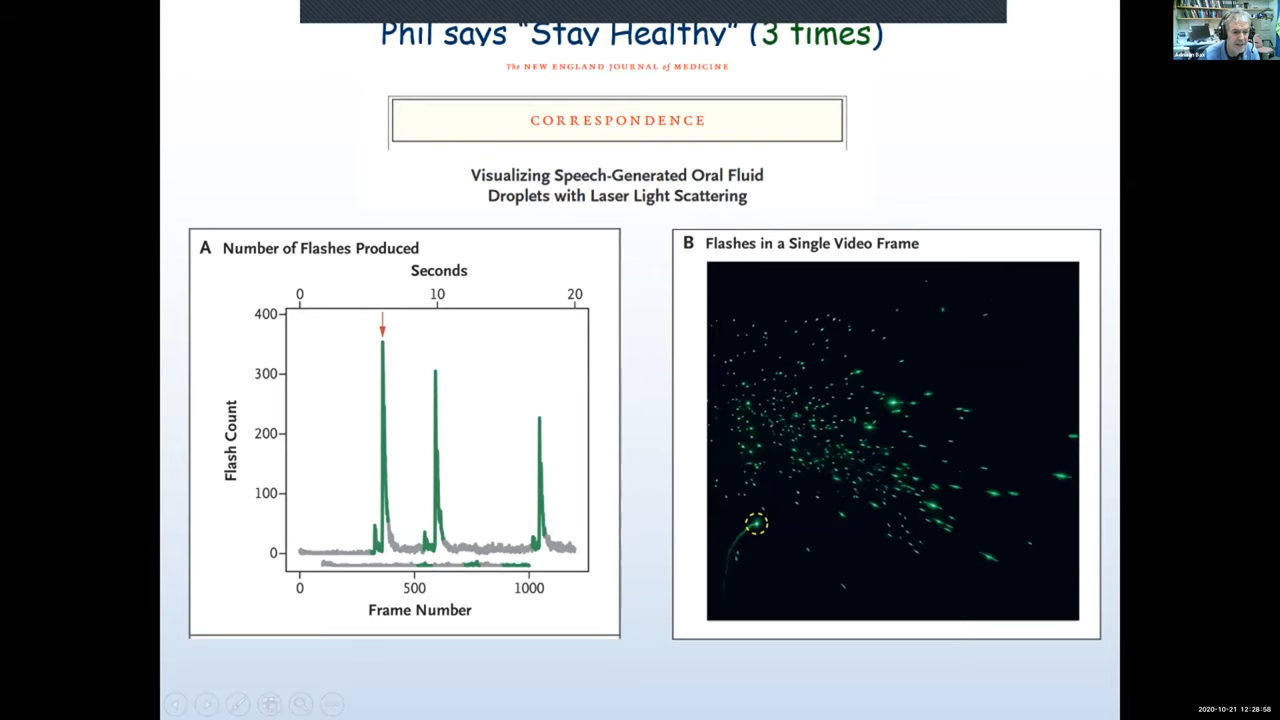 Phil says “Stay Healthy” (3 times)
The NEW ENGLAND JOURNAL of MEDICINE
CORRESPONDENCE
Visualizing Speech-Generated Oral Fluid
Droplets with Laser Light Scattering
A Number of Flashes Produced
Seconds
0 10 20
400
300
200
100
0
Flash Count
0 500 1000
Frame Number
B Flashes in a Single Video Frame
2020-10-21 12:28:58